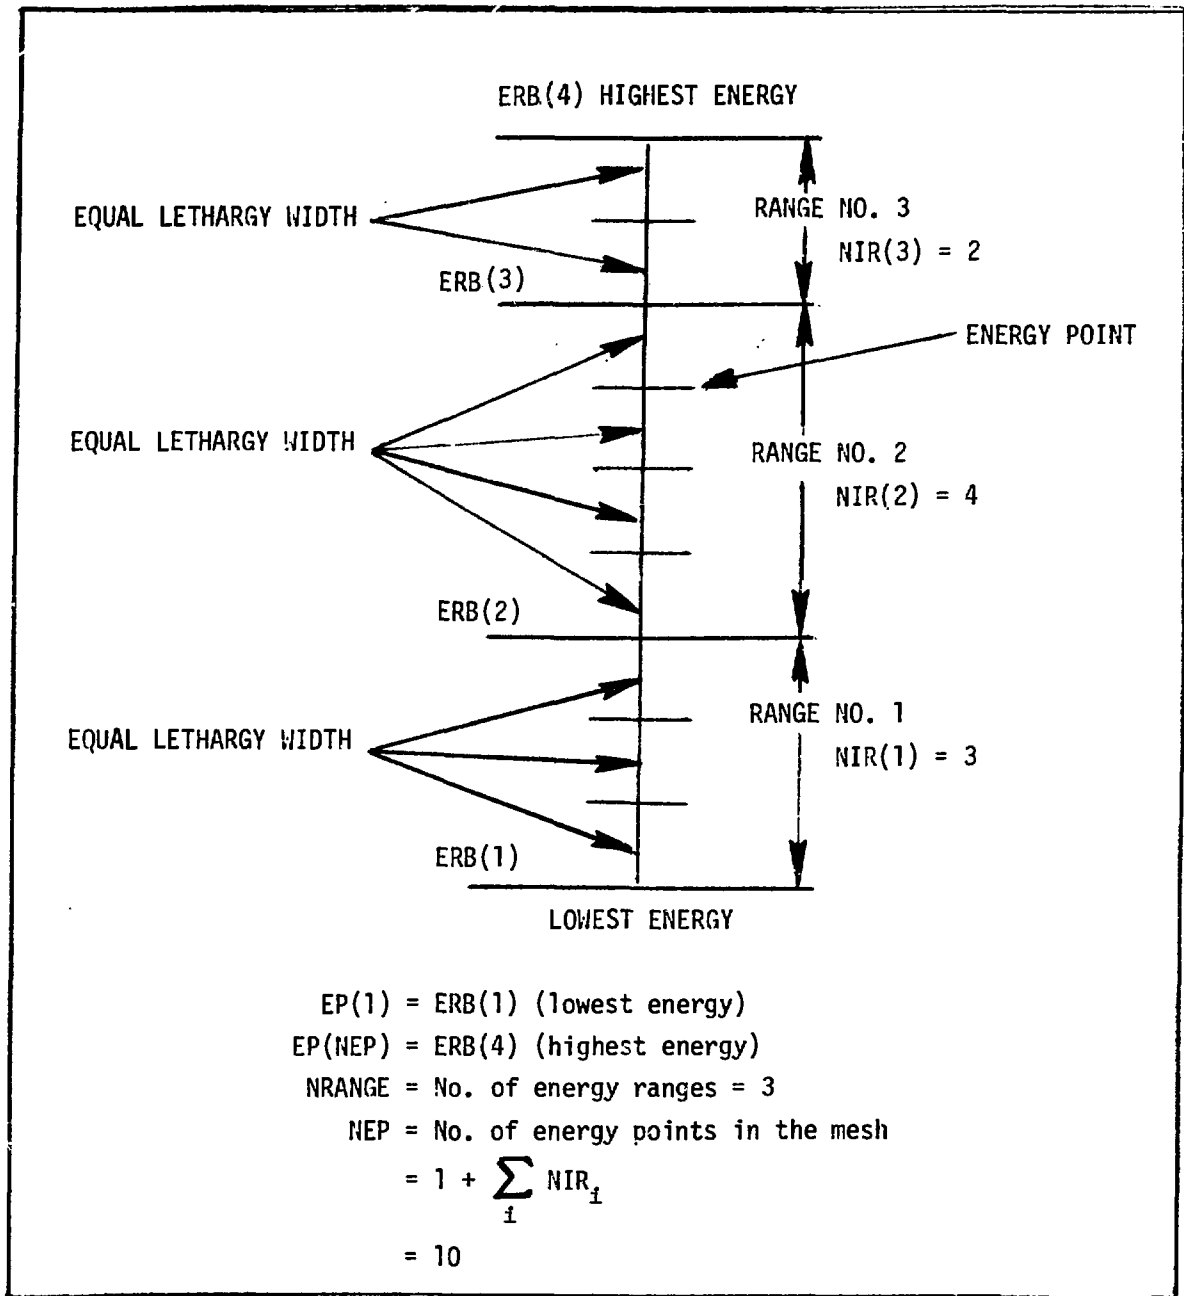 ERB(4) HIGHEST ENERGY
EQUAL LETHARGY WIDTH
RANGE NO. 3
NIR(3) = 2
ERB(3)
ENERGY POINT
EQUAL LETHARGY WIDTH
RANGE NO. 2
NIR(2) = 4
ERB(2)
RANGE NO. 1
EQUAL LETHARGY WIDTH
NIR(1) = 3
ERB(1)
LOWEST ENERGY
EP(1) = ERB(1) (lowest energy)
EP(NEP) = ERB(4) (highest energy)
NRANGE = No. of energy ranges = 3
NEP = No. of energy points in the mesh
= 1 + ∑ NIR_i
i
= 10